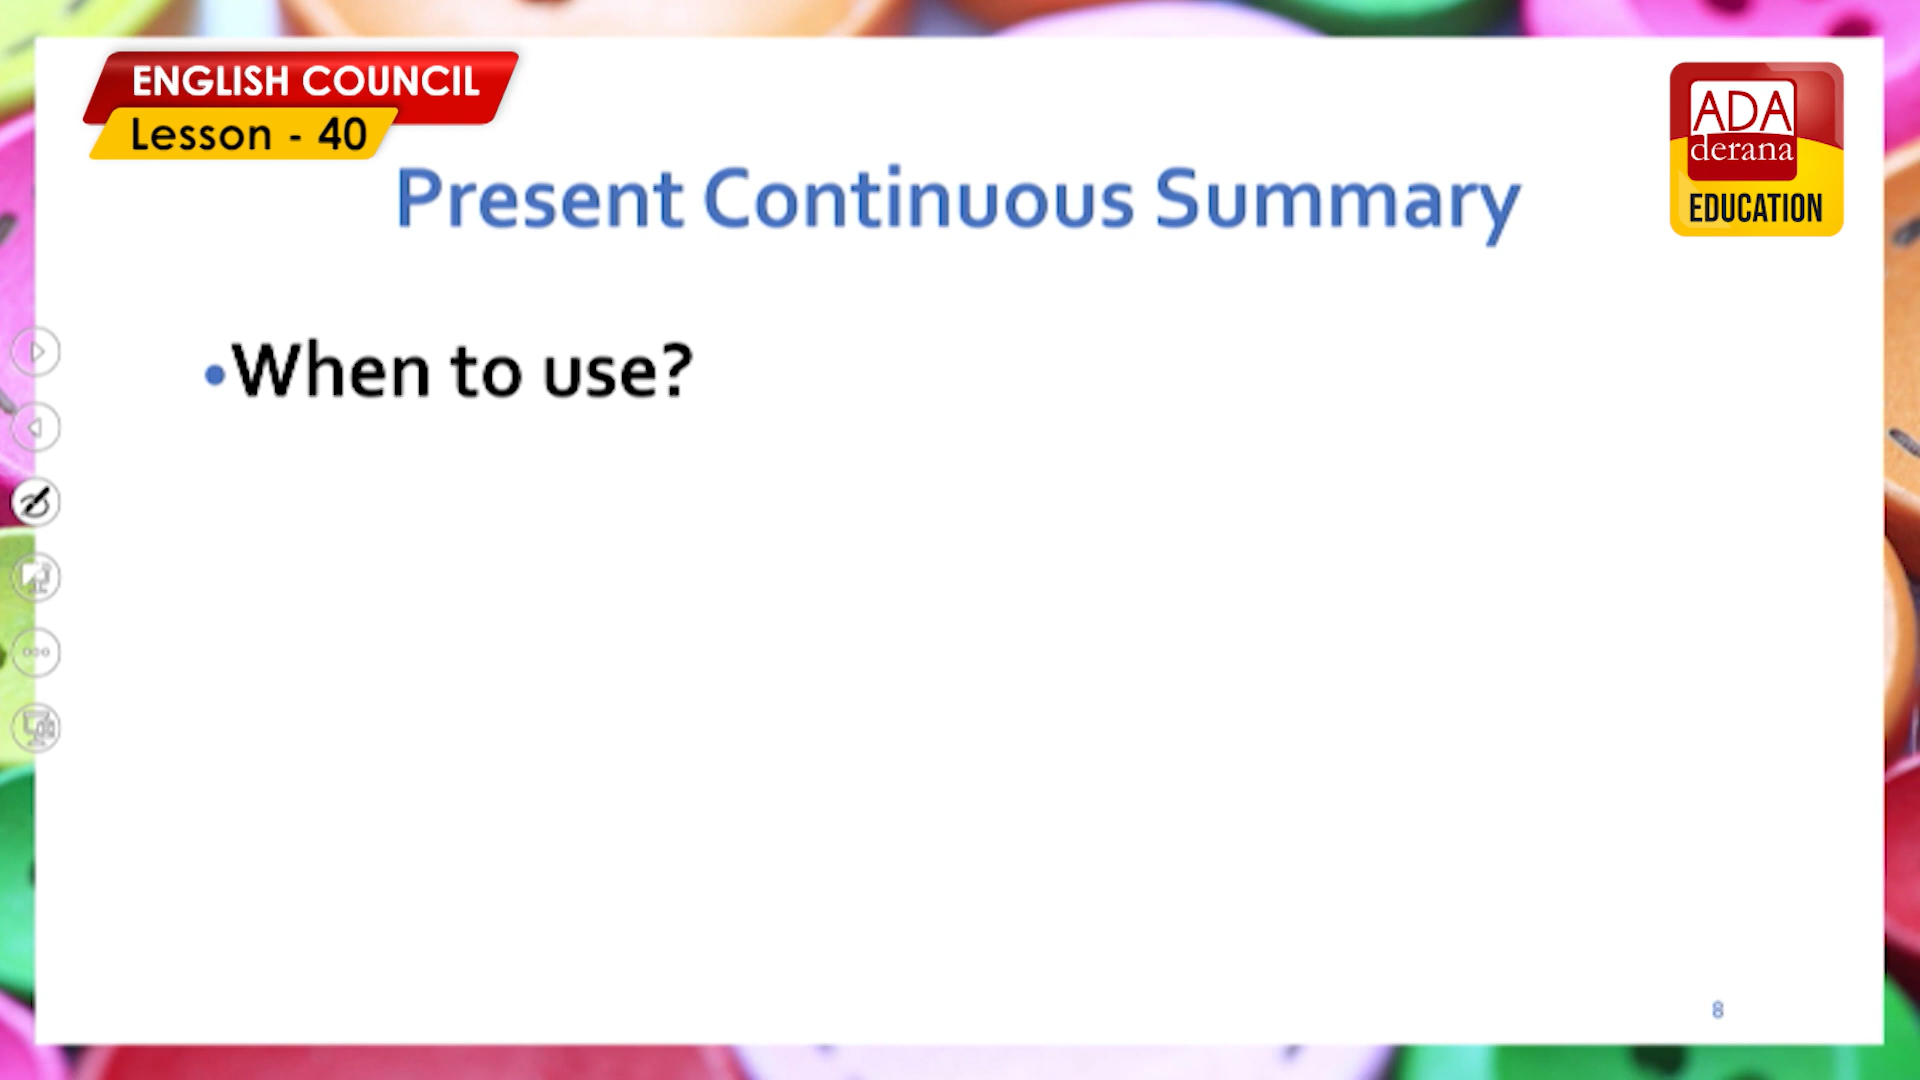 ENGLISH COUNCIL
Lesson - 40
ADA
derana
EDUCATION
Present Continuous Summary
•When to use?
8